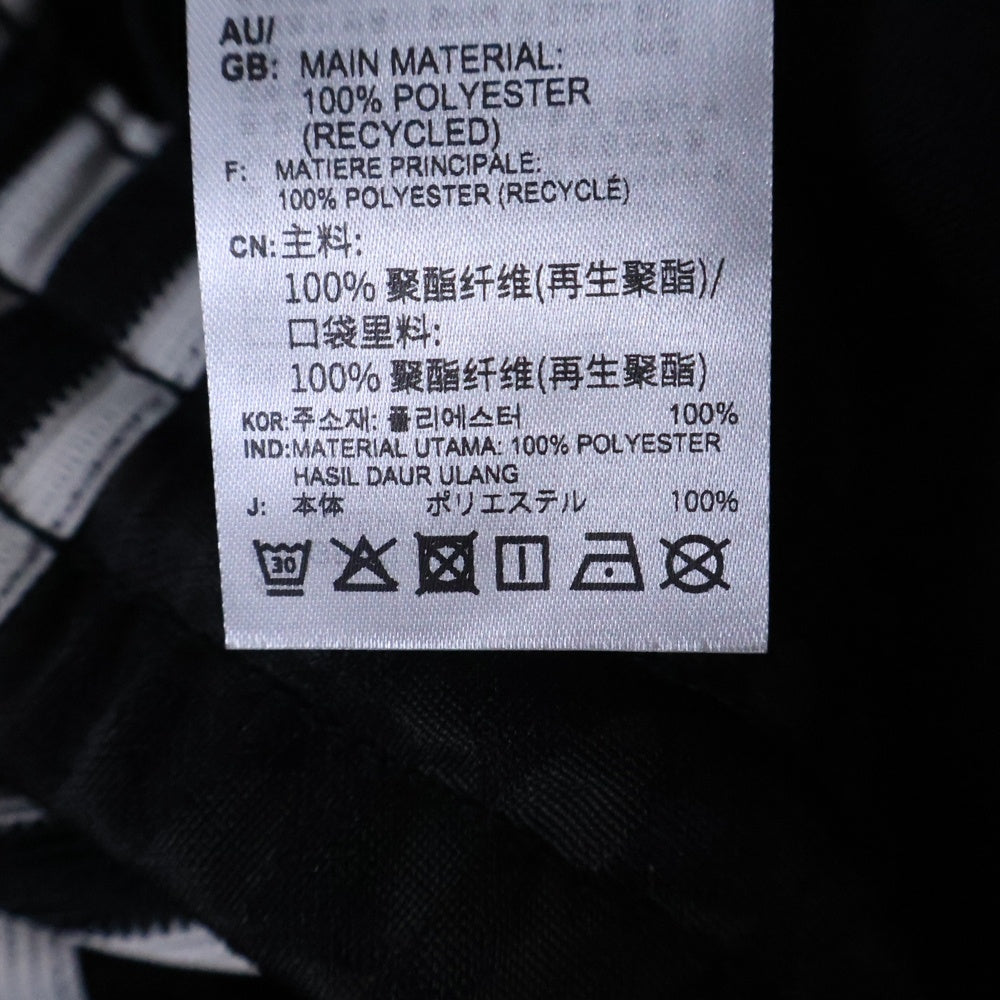 AU/
GB: MAIN MATERIAL:
100% POLYESTER
(RECYCLED)
F: MATIERE PRINCIPALE:
100% POLYESTER (RECYCLÉ)
CN: 主料:
100% 聚酯纤维(再生聚酯)/
口袋里料:
100% 聚酯纤维(再生聚酯)
KOR: 주소재: 폴리에스터 100%
IND: MATERIAL UTAMA: 100% POLYESTER
HASIL DAUR ULANG
J: 本体 ポリエステル 100%
30